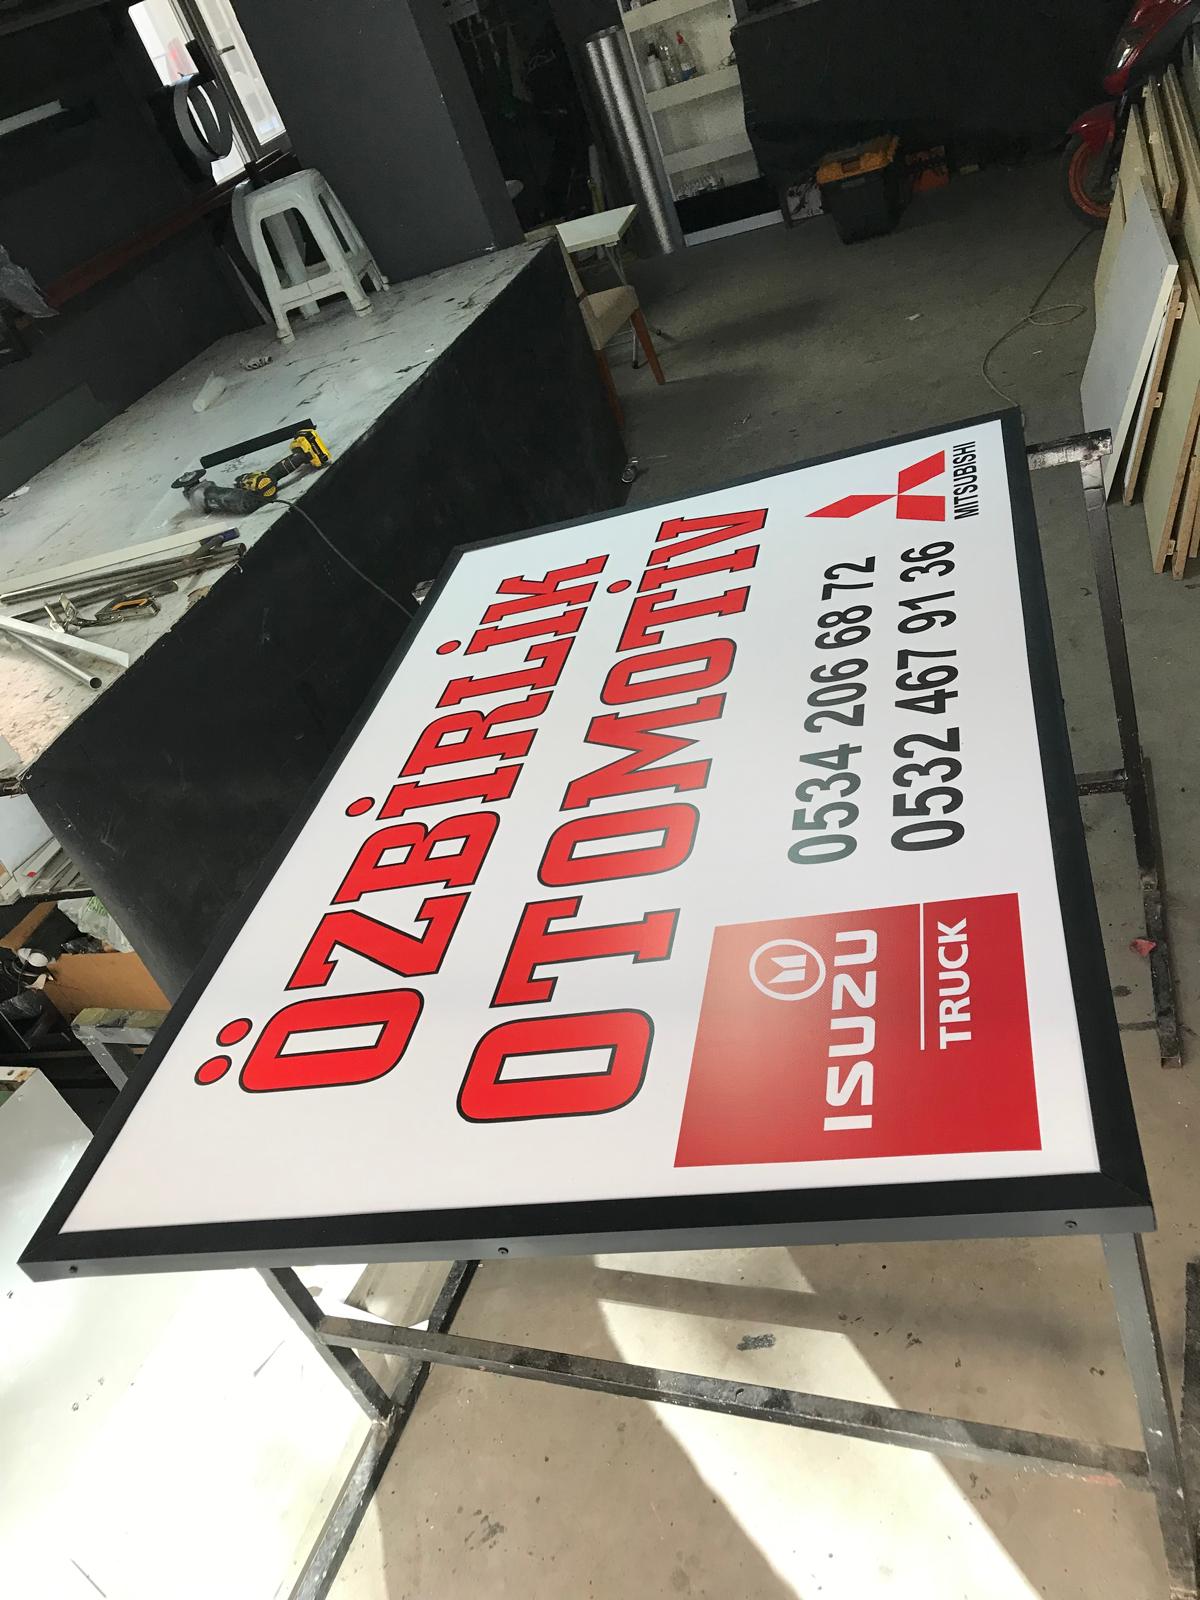 ÖZBİRLİK
OTOMOTİV
ISUZU
TRUCK
0534 206 68 72
0532 467 91 36
MITSUBISHI